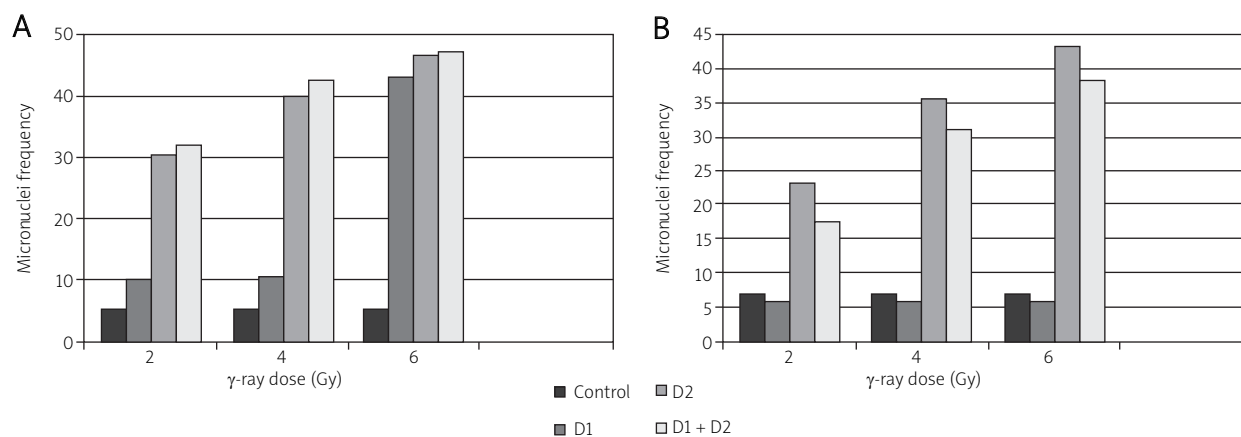 A
50
40
30
20
10
0
Micronuclei frequency
2 4 6
γ-ray dose (Gy)
B
45
40
35
30
25
20
15
10
5
0
Micronuclei frequency
2 4 6
γ-ray dose (Gy)
Control D2
D1 D1 + D2